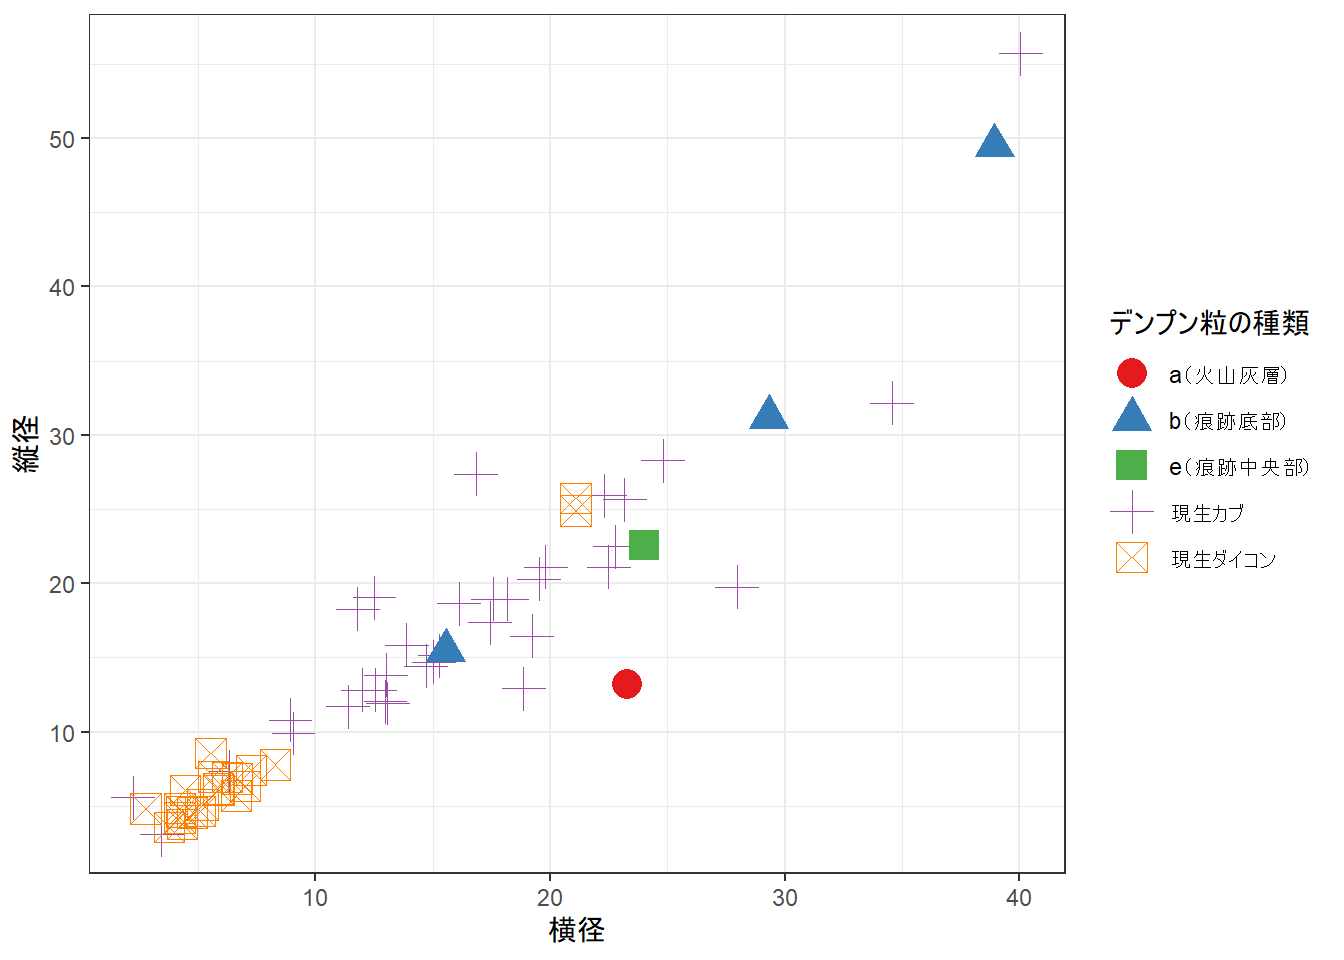 50
40
30
20
10
縦径
10 20 30 40
横径
デンプン粒の種類
a(火山灰層)
b(痕跡底部)
e(痕跡中央部)
現生カブ
現生ダイコン